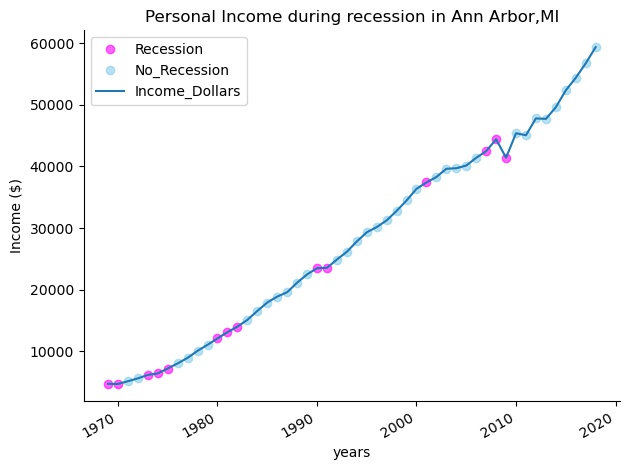 Personal Income during recession in Ann Arbor,MI
Recession
No_Recession
Income_Dollars
60000
50000
40000
30000
20000
10000
Income ($)
1970
1980
1990
2000
2010
2020
years